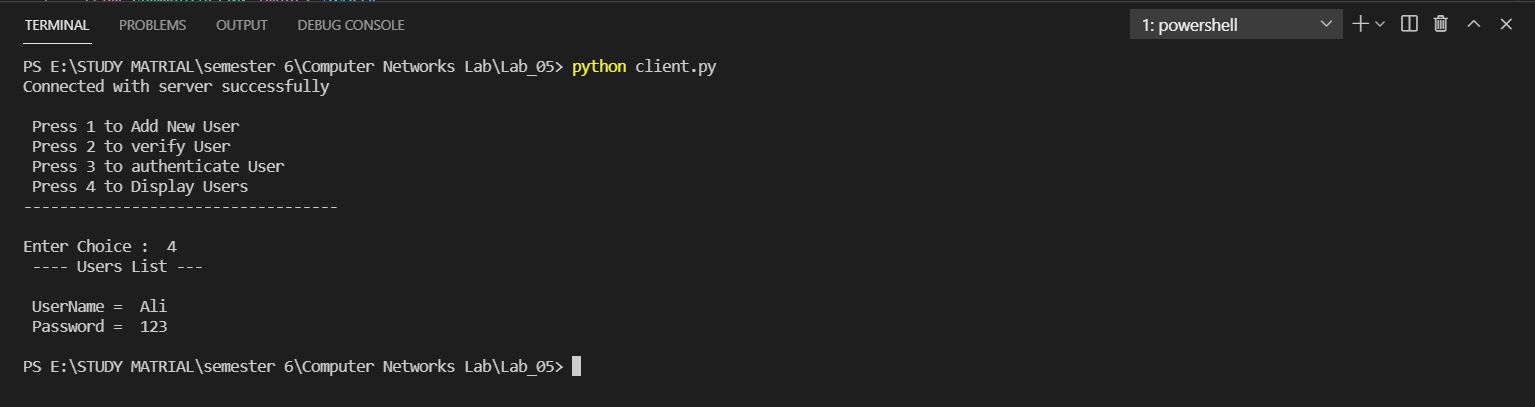 TERMINAL PROBLEMS OUTPUT DEBUG CONSOLE 1: powershell
PS E:\STUDY MATRIAL\semester 6\Computer Networks Lab\Lab_05> python client.py
Connected with server successfully
Press 1 to Add New User
Press 2 to verify User
Press 3 to authenticate User
Press 4 to Display Users
-----------------------------------
Enter Choice :  4
---- Users List ---
UserName =  Ali
Password =  123
PS E:\STUDY MATRIAL\semester 6\Computer Networks Lab\Lab_05>